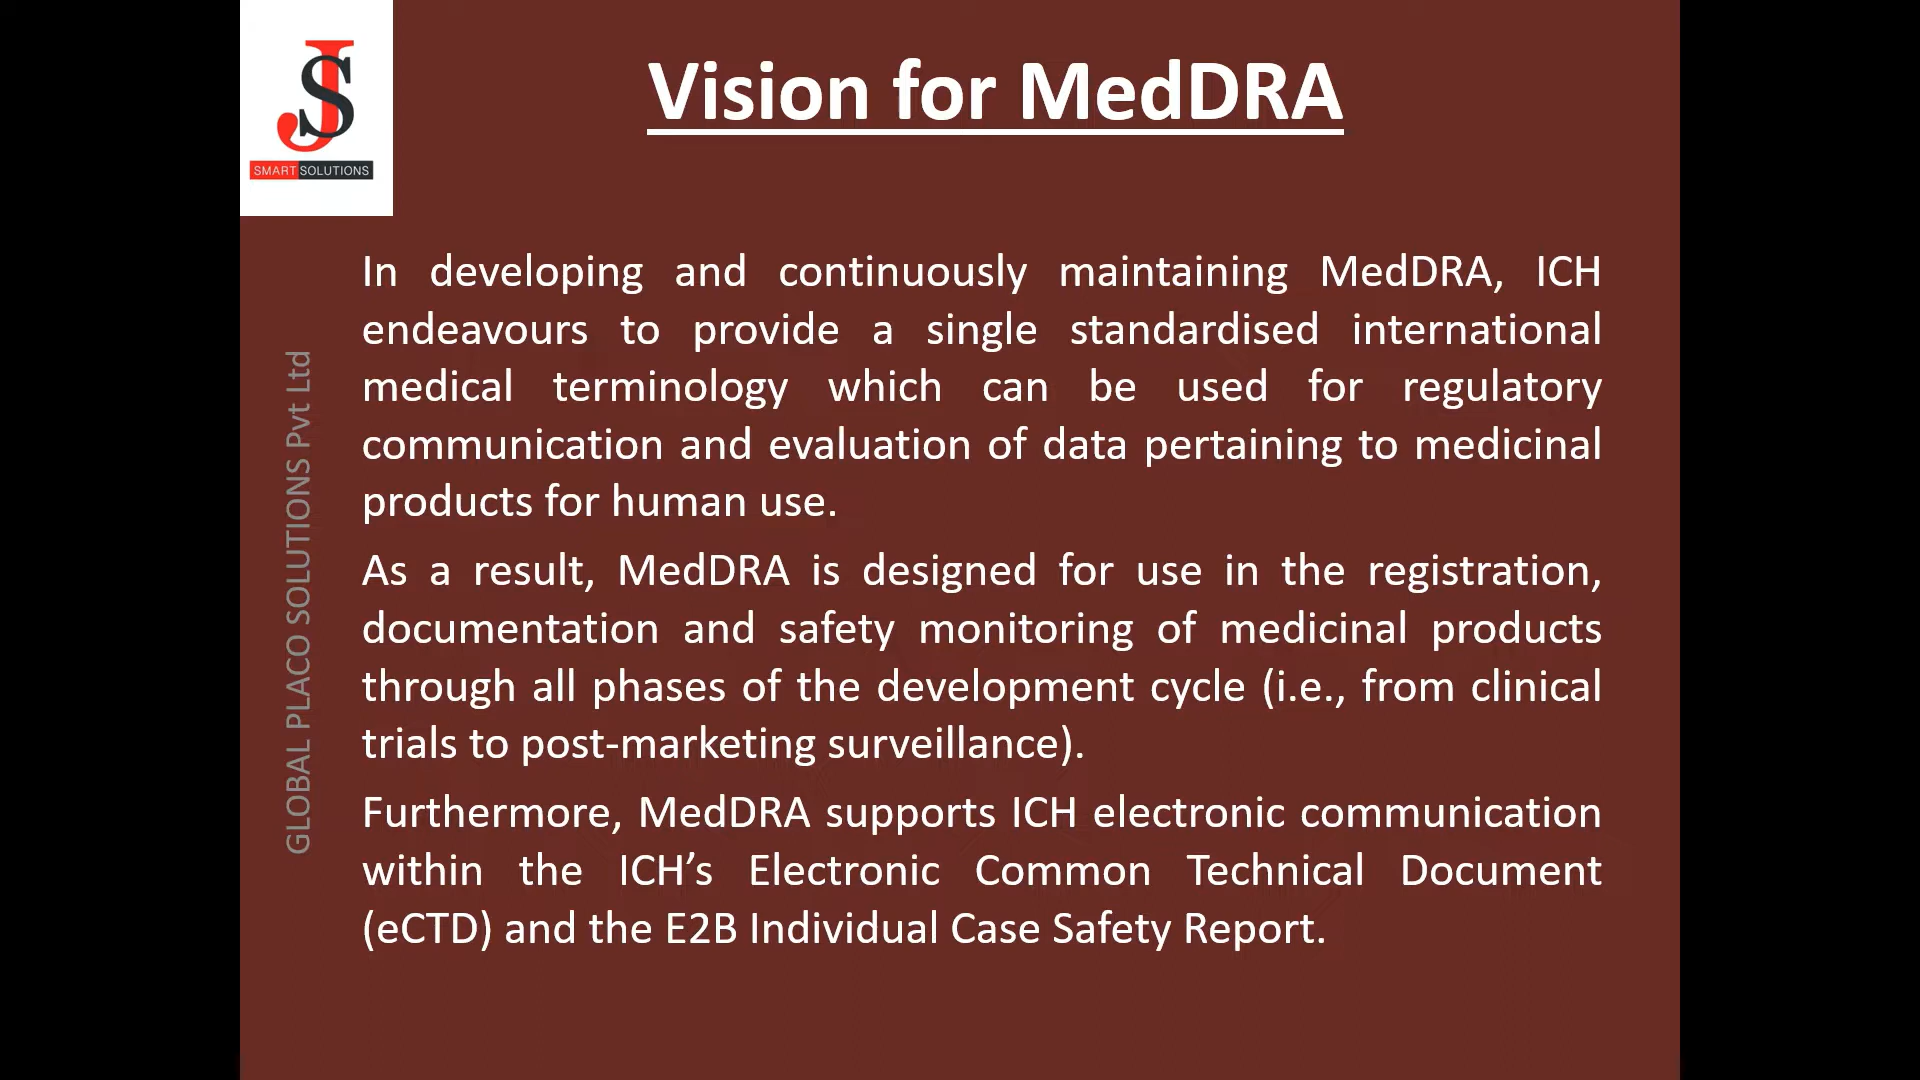 JS
SMART SOLUTIONS
Vision for MedDRA
In developing and continuously maintaining MedDRA, ICH
endeavours to provide a single standardised international
medical terminology which can be used for regulatory
communication and evaluation of data pertaining to medicinal
products for human use.
As a result, MedDRA is designed for use in the registration,
documentation and safety monitoring of medicinal products
through all phases of the development cycle (i.e., from clinical
trials to post-marketing surveillance).
Furthermore, MedDRA supports ICH electronic communication
within the ICH’s Electronic Common Technical Document
(eCTD) and the E2B Individual Case Safety Report.
GLOBAL PLACO SOLUTIONS Pvt Ltd